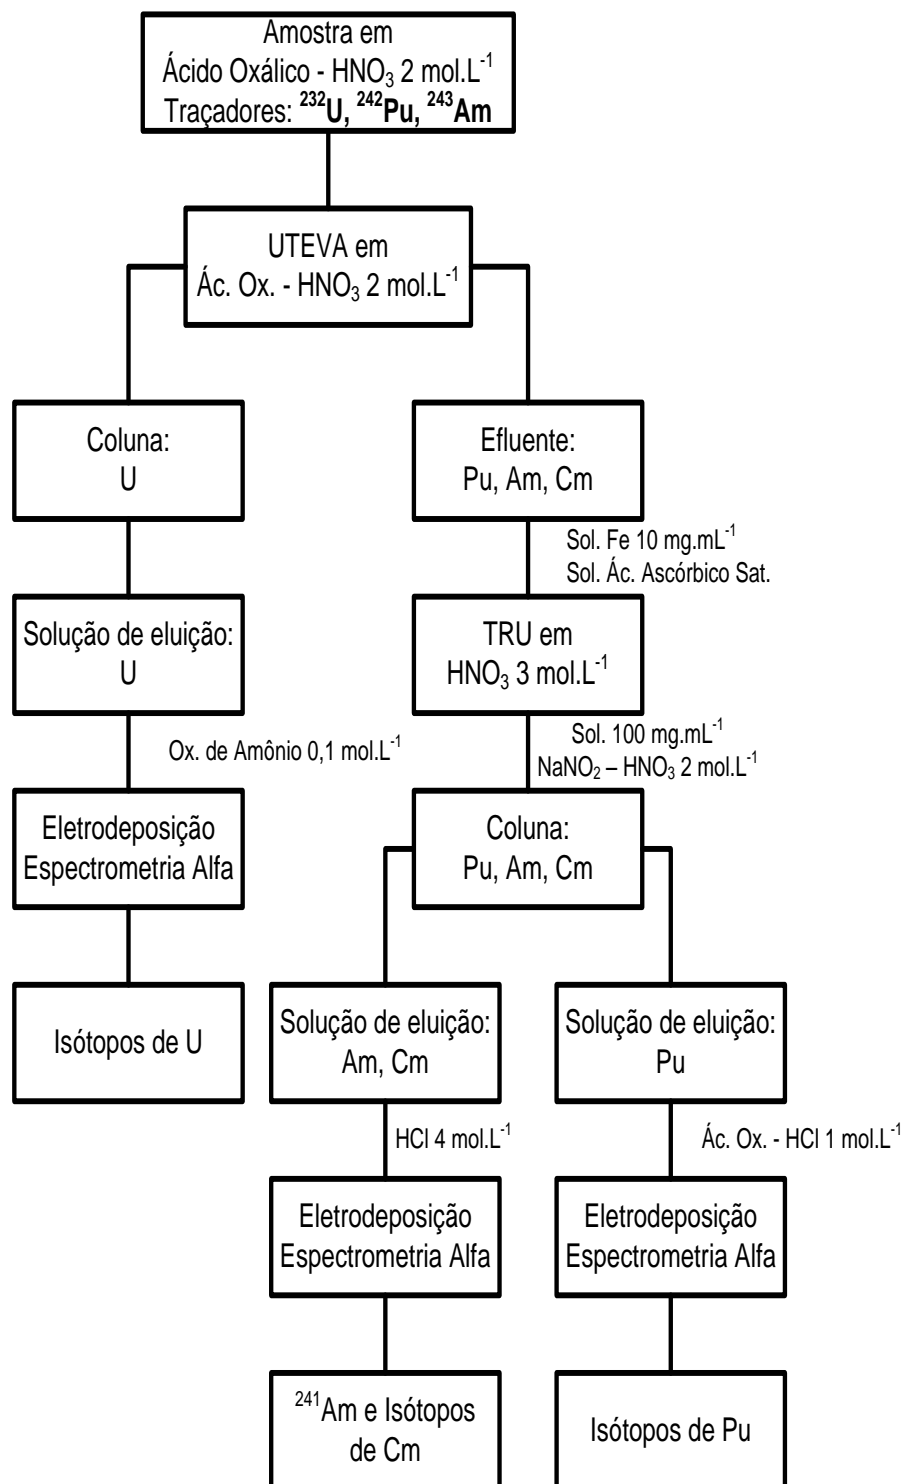 Amostra em
Ácido Oxálico - HNO₃ 2 mol.L⁻¹
Traçadores: ²³²U, ²⁴²Pu, ²⁴³Am
UTEVA em
Ác. Ox. - HNO₃ 2 mol.L⁻¹
Coluna:
U
Efluente:
Pu, Am, Cm
Sol. Fe 10 mg.mL⁻¹
Sol. Ác. Ascórbico Sat.
Solução de eluição:
U
TRU em
HNO₃ 3 mol.L⁻¹
Ox. de Amônio 0,1 mol.L⁻¹
Sol. 100 mg.mL⁻¹
NaNO₂ – HNO₃ 2 mol.L⁻¹
Eletrodeposição
Espectrometria Alfa
Coluna:
Pu, Am, Cm
Isótopos de U
Solução de eluição:
Am, Cm
Solução de eluição:
Pu
HCl 4 mol.L⁻¹
Ác. Ox. - HCl 1 mol.L⁻¹
Eletrodeposição
Espectrometria Alfa
Eletrodeposição
Espectrometria Alfa
²⁴¹Am e Isótopos
de Cm
Isótopos de Pu